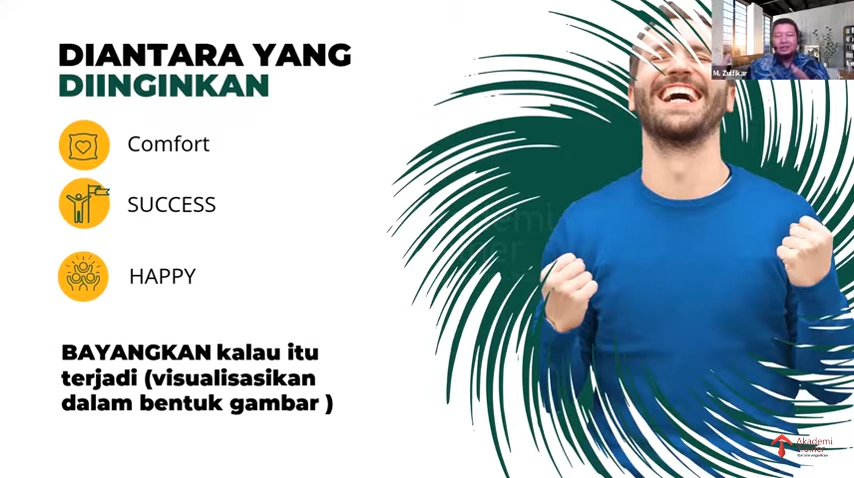 DIANTARA YANG
DIINGINKAN
Comfort
SUCCESS
HAPPY
BAYANGKAN kalau itu
terjadi (visualisasikan
dalam bentuk gambar )
M. Zulfikar
Akademi